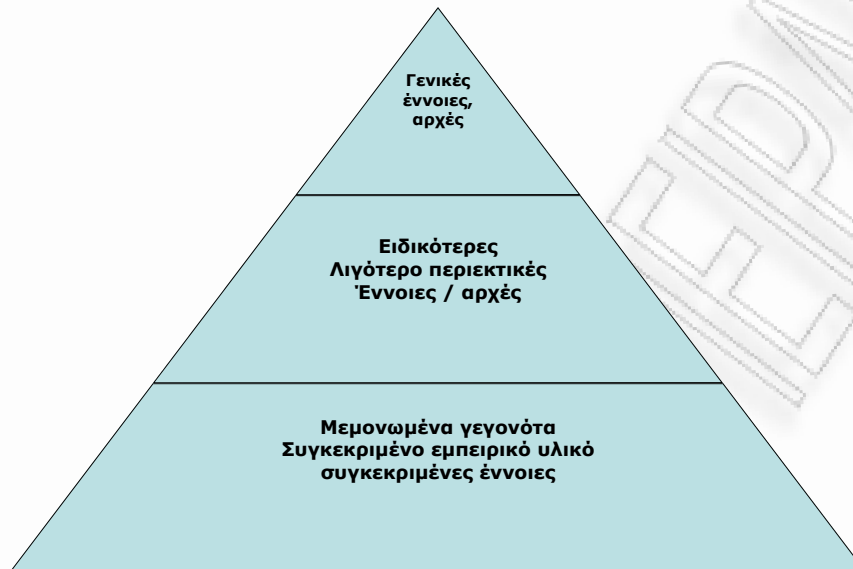 Γενικές
έννοιες,
αρχές
Ειδικότερες
Λιγότερο περιεκτικές
Έννοιες / αρχές
Μεμονωμένα γεγονότα
Συγκεκριμένο εμπειρικό υλικό
συγκεκριμένες έννοιες